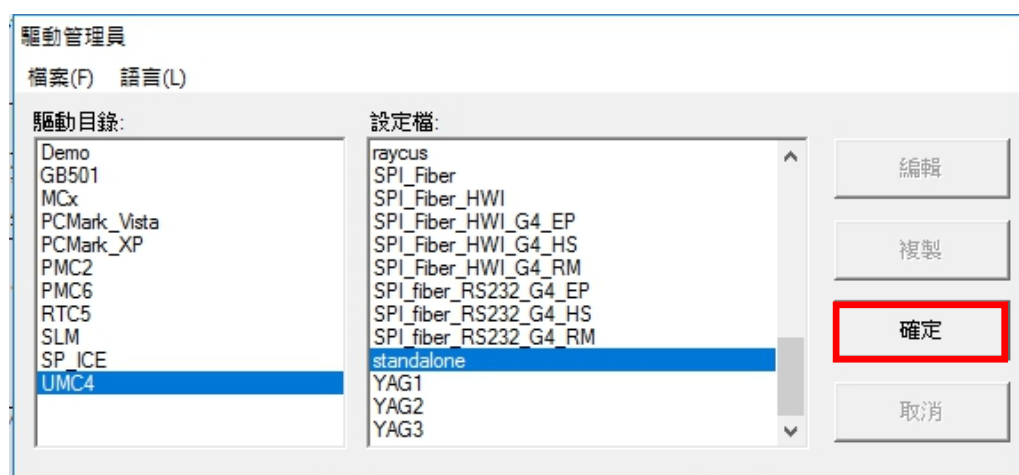 驅動管理員
檔案(F) 語言(L)
驅動目錄:
Demo
GB501
MCx
PCMark_Vista
PCMark_XP
PMC2
PMC6
RTC5
SLM
SP_ICE
UMC4
設定檔:
raycus
SPI_Fiber
SPI_Fiber_HWI
SPI_Fiber_HWI_G4_EP
SPI_Fiber_HWI_G4_HS
SPI_Fiber_HWI_G4_RM
SPI_fiber_RS232_G4_EP
SPI_fiber_RS232_G4_HS
SPI_fiber_RS232_G4_RM
standalone
YAG1
YAG2
YAG3
編輯
複製
確定
取消